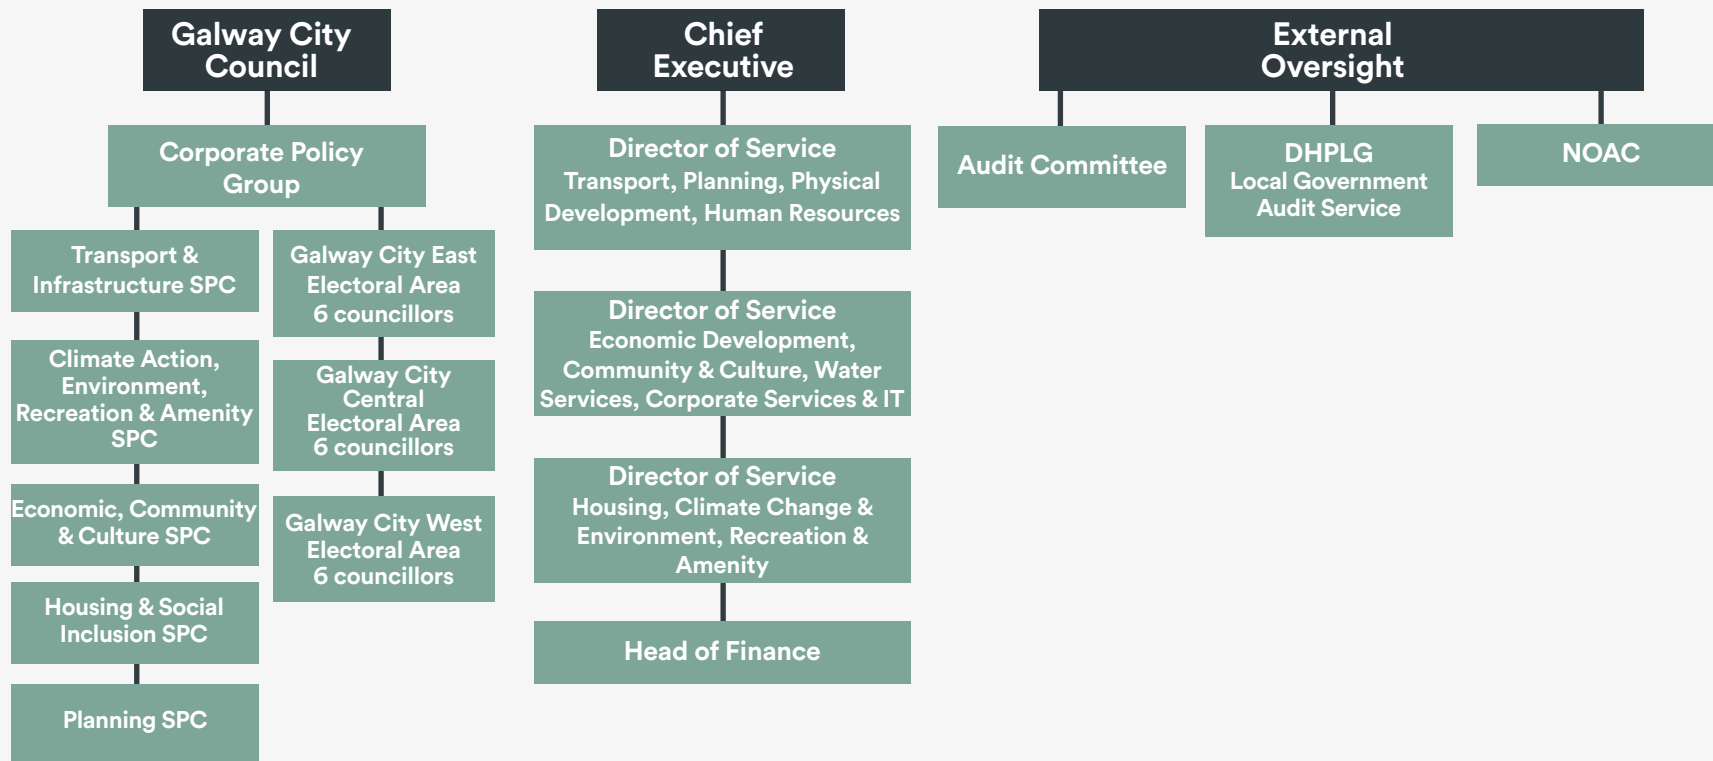 Galway City
Council
Corporate Policy
Group
Transport &
Infrastructure SPC
Climate Action,
Environment,
Recreation & Amenity
SPC
Economic, Community
& Culture SPC
Housing & Social
Inclusion SPC
Planning SPC
Galway City East
Electoral Area
6 councillors
Galway City
Central
Electoral Area
6 councillors
Galway City West
Electoral Area
6 councillors
Chief
Executive
Director of Service
Transport, Planning, Physical
Development, Human Resources
Director of Service
Economic Development,
Community & Culture, Water
Services, Corporate Services & IT
Director of Service
Housing, Climate Change &
Environment, Recreation &
Amenity
Head of Finance
External
Oversight
Audit Committee
DHPLG
Local Government
Audit Service
NOAC